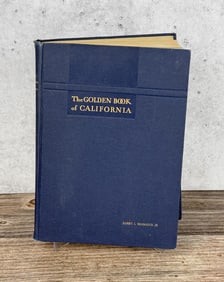 The GOLDEN BOOK
of CALIFORNIA